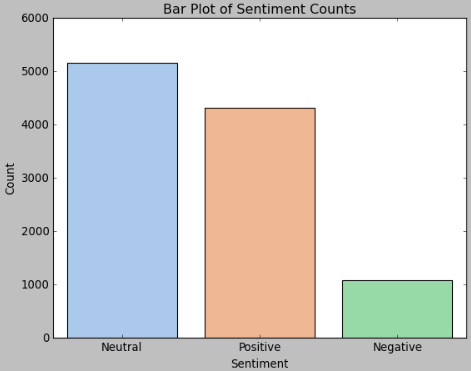 Bar Plot of Sentiment Counts
6000
5000
4000
3000
2000
1000
0
Count
Neutral
Positive
Negative
Sentiment